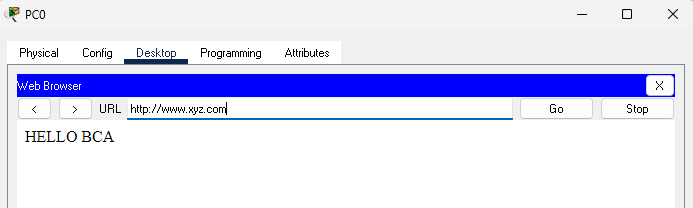 PC0
Physical Config Desktop Programming Attributes
Web Browser X
< > URL http://www.xyz.com Go Stop
HELLO BCA